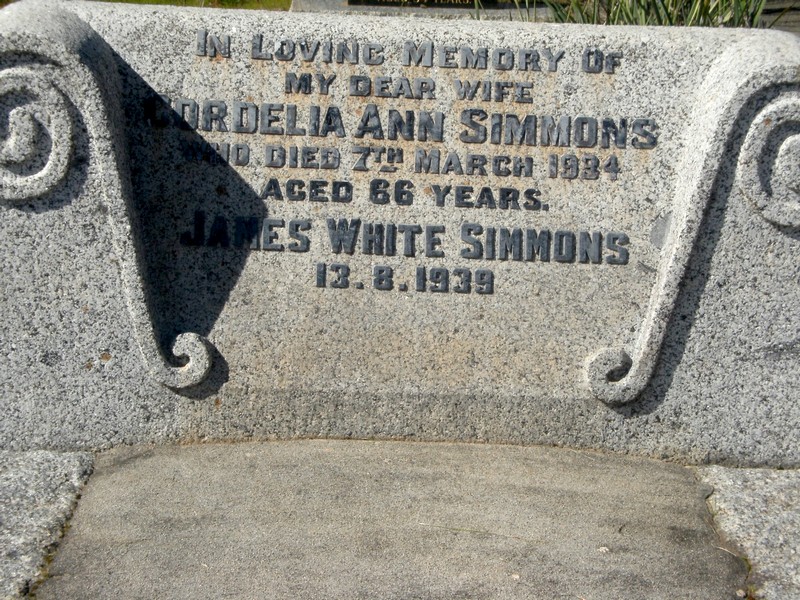 IN LOVING MEMORY OF
MY DEAR WIFE
CORDELIA ANN SIMMONS
WHO DIED 7TH MARCH 1934
AGED 66 YEARS.
JAMES WHITE SIMMONS
13.8.1939